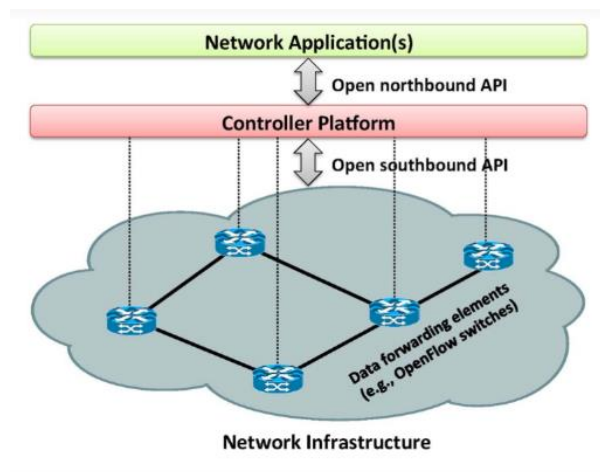 Network Application(s)
Open northbound API
Controller Platform
Open southbound API
Data forwarding elements
(e.g., OpenFlow switches)
Network Infrastructure